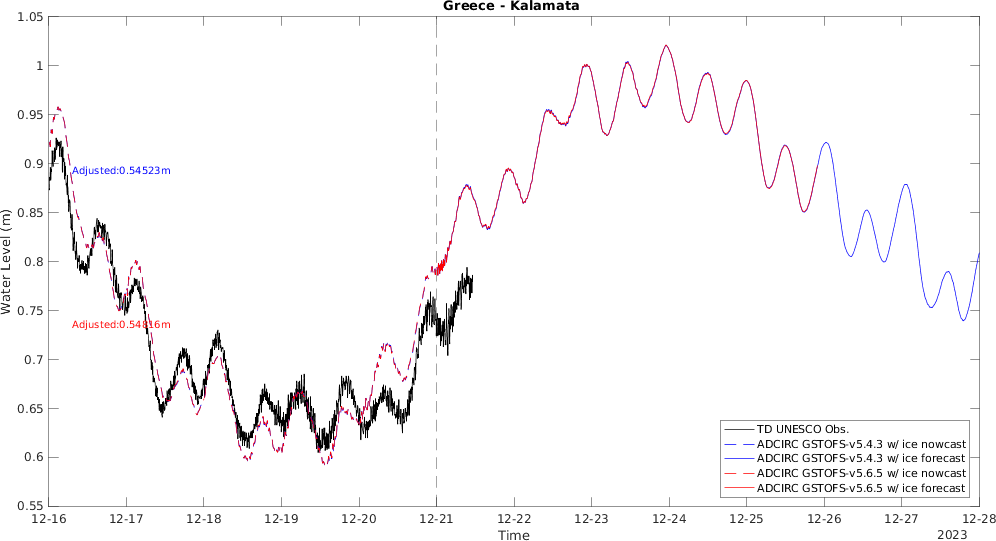 Greece - Kalamata
1.05
1
0.95
0.9
0.85
0.8
0.75
0.7
0.65
0.6
0.55
Water Level (m)
Adjusted:0.54523m
Adjusted:0.54816m
TD UNESCO Obs.
ADCIRC GSTOFS-v5.4.3 w/ ice nowcast
ADCIRC GSTOFS-v5.4.3 w/ ice forecast
ADCIRC GSTOFS-v5.6.5 w/ ice nowcast
ADCIRC GSTOFS-v5.6.5 w/ ice forecast
12-16 12-17 12-18 12-19 12-20 12-21 12-22 12-23 12-24 12-25 12-26 12-27 12-28
Time
2023